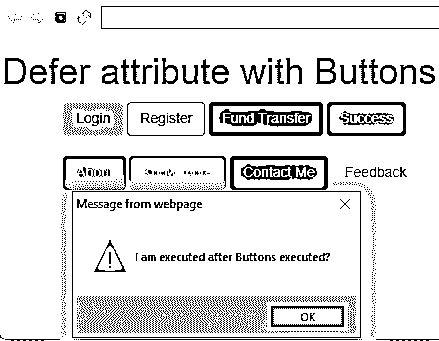 Defer attribute with Buttons
Login Register Fund Transfer Success
About Contact Me Feedback
Message from webpage
I am executed after Buttons executed?
OK